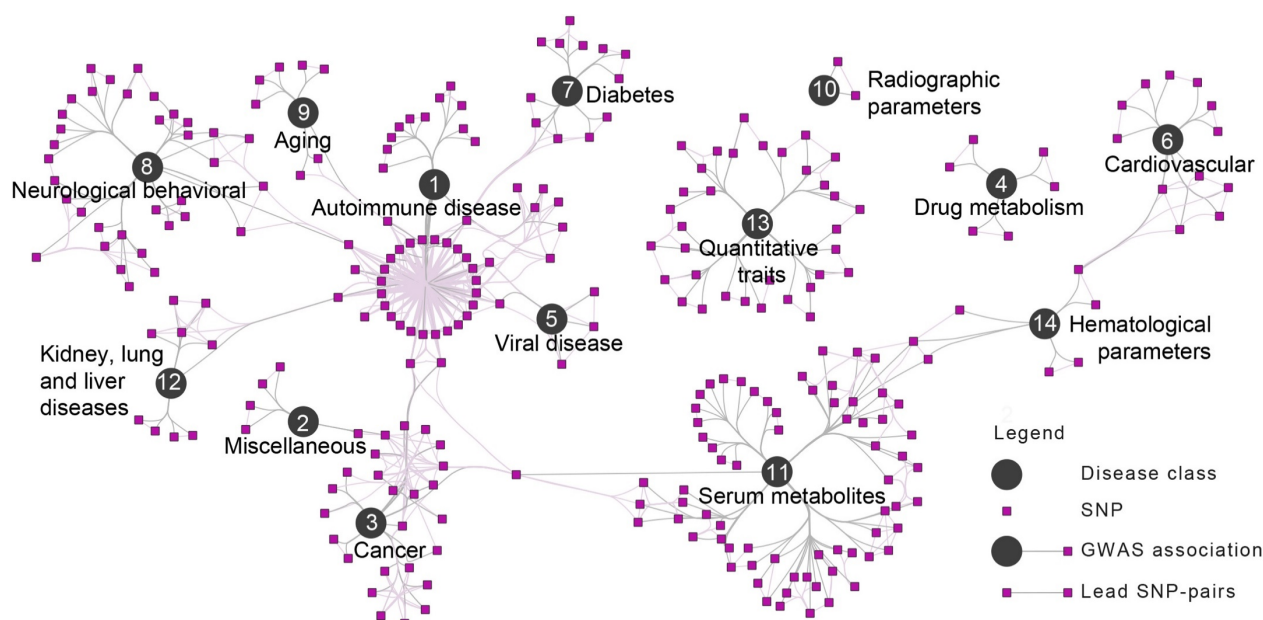 7
Diabetes
10
Radiographic
parameters
9
Aging
6
Cardiovascular
8
Neurological behavioral
1
Autoimmune disease
4
Drug metabolism
13
Quantitative
traits
5
Viral disease
14
Hematological
parameters
Kidney, lung
and liver
diseases
12
2
Miscellaneous
11
Serum metabolites
3
Cancer
Legend
Disease class
SNP
GWAS association
Lead SNP-pairs